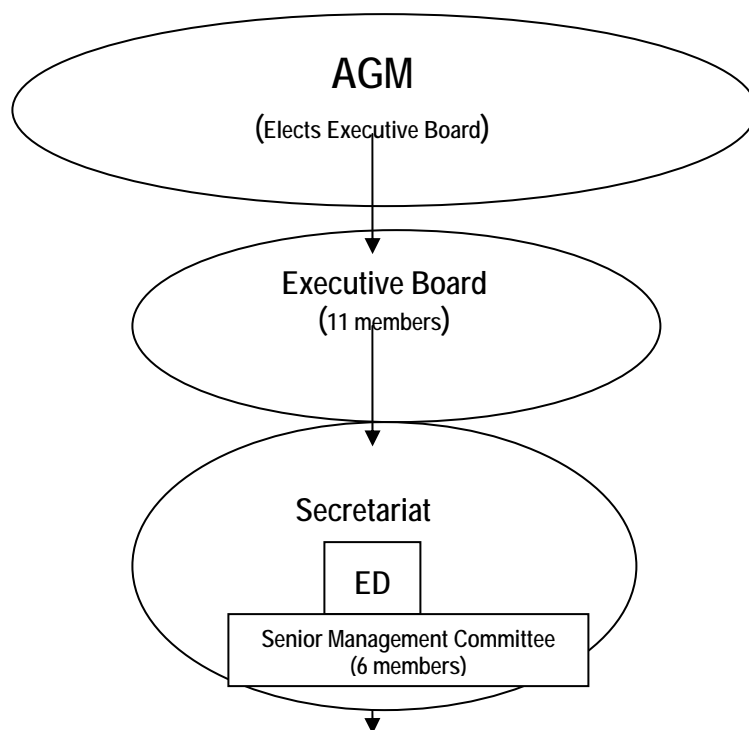 AGM
(Elects Executive Board)
Executive Board
(11 members)
Secretariat
ED
Senior Management Committee
(6 members)